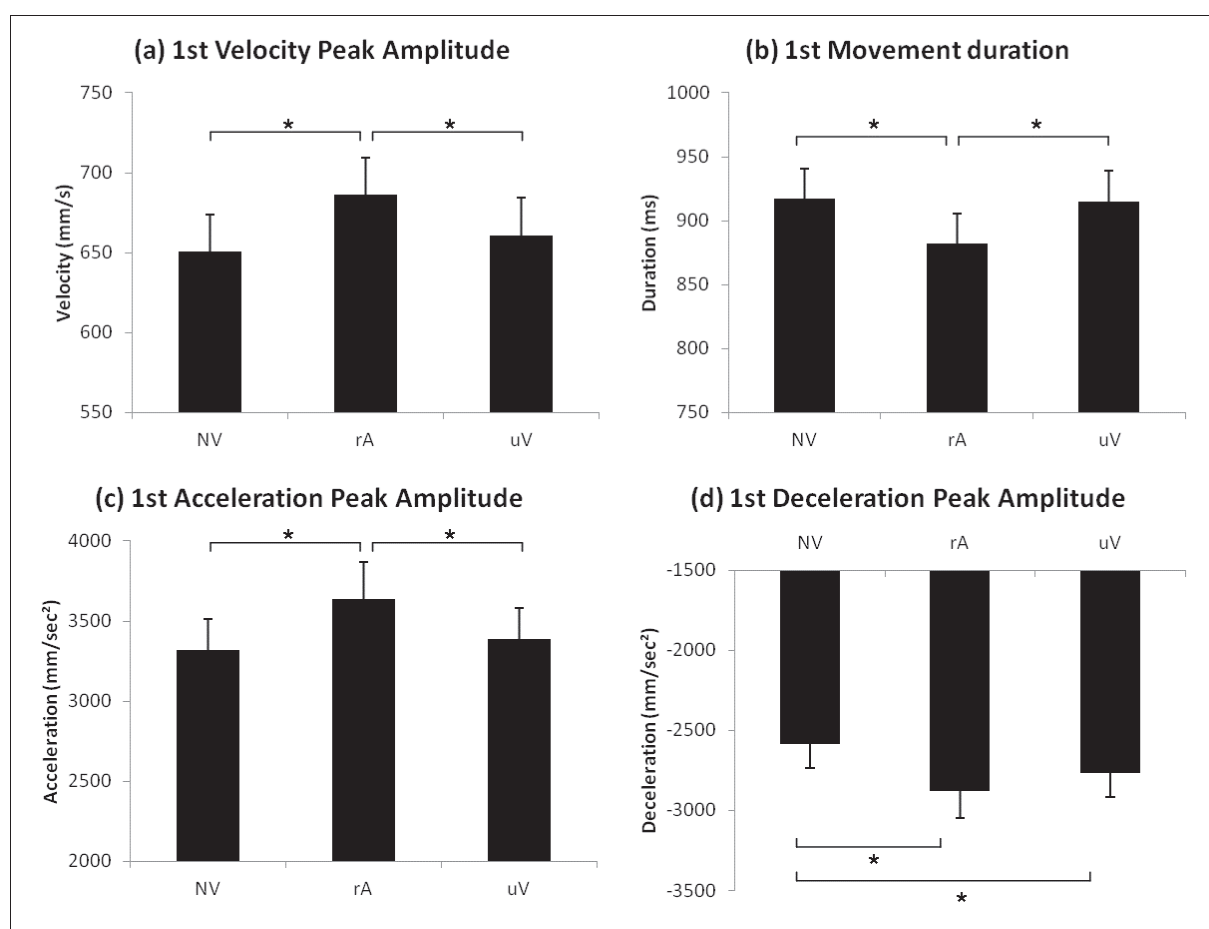 (a) 1st Velocity Peak Amplitude
750
700
650
600
550
Velocity (mm/s)
*
*
NV
rA
uV
(b) 1st Movement duration
1000
950
900
850
800
750
Duration (ms)
*
*
NV
rA
uV
(c) 1st Acceleration Peak Amplitude
4000
3500
3000
2500
2000
Acceleration (mm/sec²)
*
*
NV
rA
uV
(d) 1st Deceleration Peak Amplitude
NV
rA
uV
-1500
-2000
-2500
-3000
-3500
Deceleration (mm/sec²)
*
*